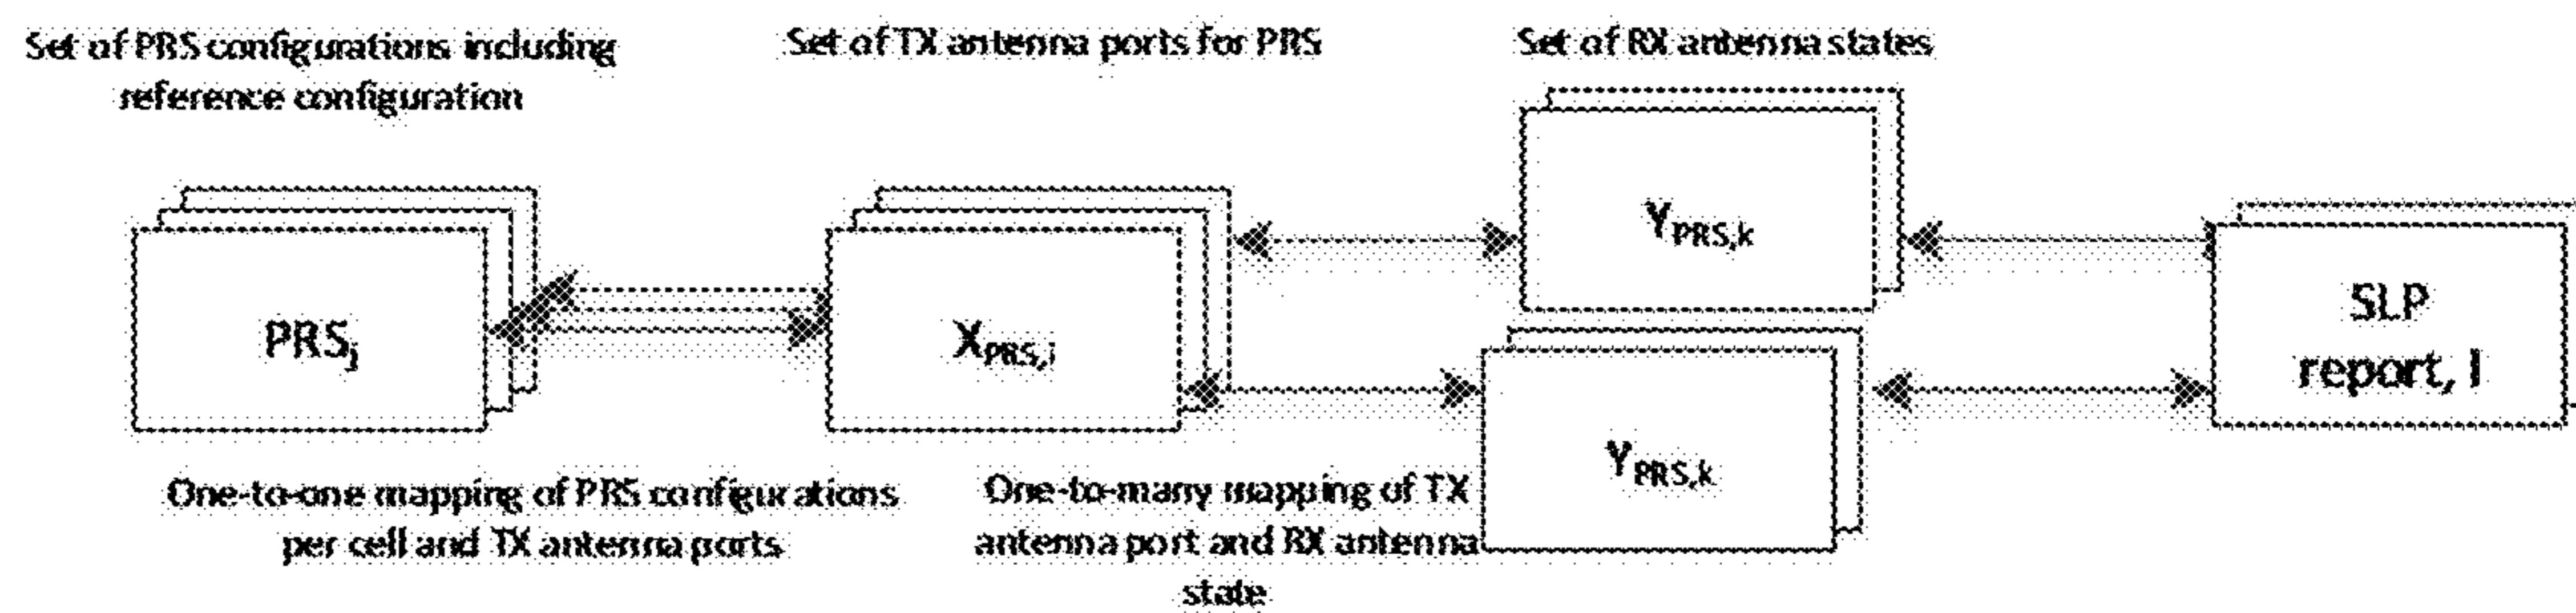 Set of PRS configurations including
reference configuration
Set of TX antenna ports for PRS
Set of RX antenna states
PRSj
XPRS,i
YPRS,k
YPRS,k
SLP
report, I
One-to-one mapping of PRS configurations
per cell and TX antenna ports
One-to-many mapping of TX
antenna port and RX antenna
state